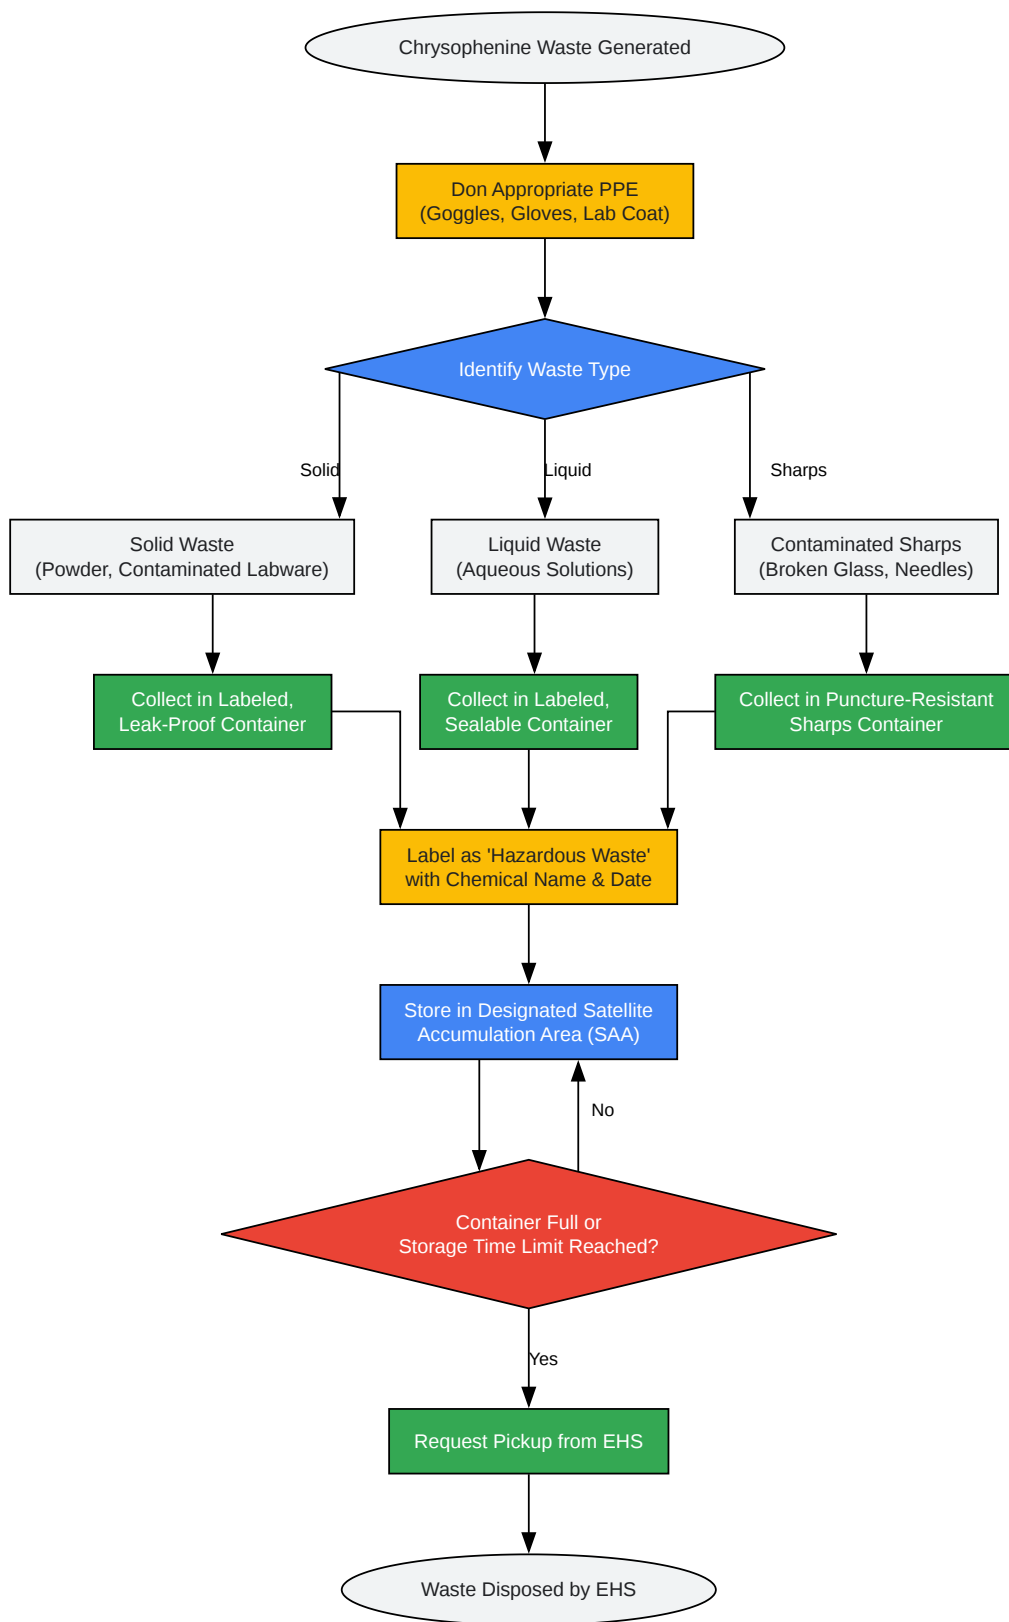 Chrysophenine Waste Generated
Don Appropriate PPE
(Goggles, Gloves, Lab Coat)
Identify Waste Type
Solid
Liquid
Sharps
Solid Waste
(Powder, Contaminated Labware)
Liquid Waste
(Aqueous Solutions)
Contaminated Sharps
(Broken Glass, Needles)
Collect in Labeled,
Leak-Proof Container
Collect in Labeled,
Sealable Container
Collect in Puncture-Resistant
Sharps Container
Label as 'Hazardous Waste'
with Chemical Name & Date
Store in Designated Satellite
Accumulation Area (SAA)
No
Container Full or
Storage Time Limit Reached?
Yes
Request Pickup from EHS
Waste Disposed by EHS